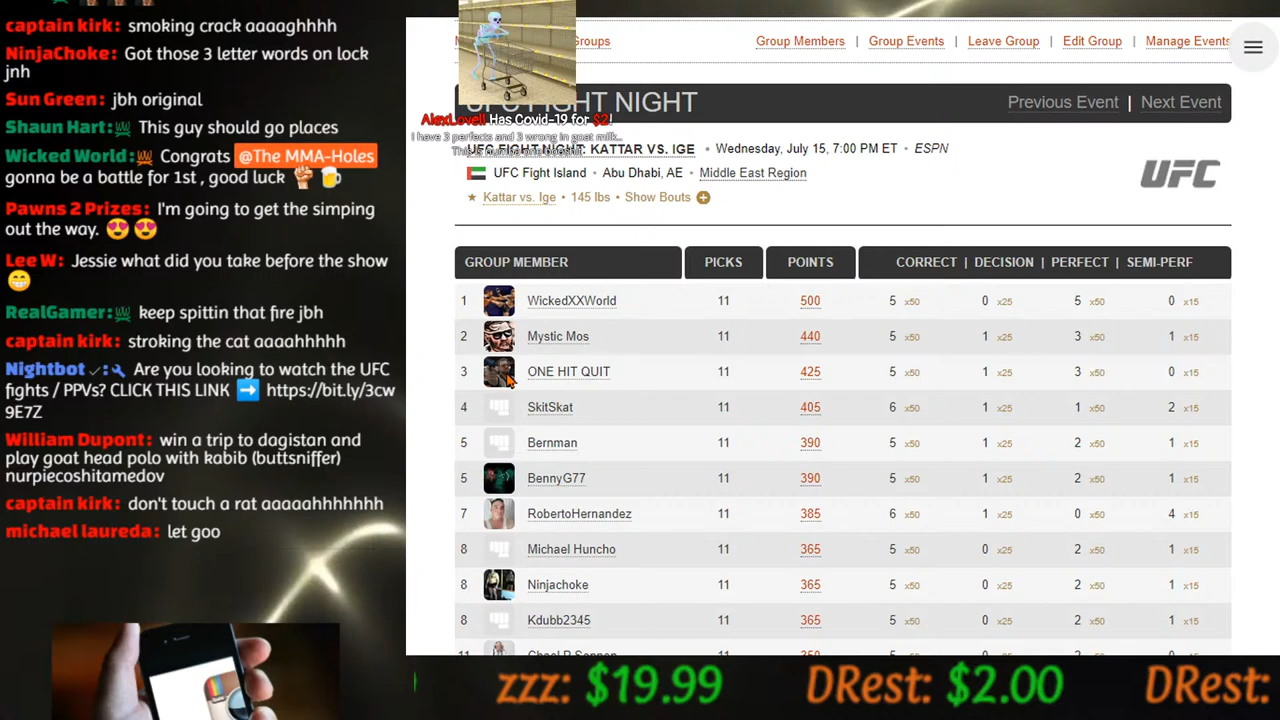 captain kirk: smoking crack aaaaghhhh
NinjaChoke: Got those 3 letter words on lock
jnh
Sun Green: jbh original
Shaun Hart: This guy should go places
Wicked World: Congrats @The MMA-Holes
gonna be a battle for 1st , good luck
Pawns 2 Prizes: I'm going to get the simping
out the way.
Lee W: Jessie what did you take before the show
RealGamer: keep spittin that fire jbh
captain kirk: stroking the cat aaaahhhhh
Nightbot: Are you looking to watch the UFC
fights / PPVs? CLICK THIS LINK https://bit.ly/3cw
9E7Z
William Dupont: win a trip to dagistan and
play goat head polo with kabib (buttsniffer)
nurpiecoshitamedov
captain kirk: don't touch a rat aaaaahhhhhhh
michael laureda: let goo
Groups
Group Members | Group Events | Leave Group | Edit Group | Manage Events
UFC FIGHT NIGHT
Previous Event | Next Event
AlexLovell Has Covid-19 for $2!
I have 3 perfects and 3 wrong in goat milk...
UFC FIGHT NIGHT: KATTAR VS. IGE • Wednesday, July 15, 7:00 PM ET • ESPN
UFC Fight Island • Abu Dhabi, AE • Middle East Region
Kattar vs. Ige • 145 lbs • Show Bouts
UFC
GROUP MEMBER PICKS POINTS CORRECT | DECISION | PERFECT | SEMI-PERF
1 WickedXXWorld 11 500 5 x50 0 x25 5 x50 0 x15
2 Mystic Mos 11 440 5 x50 1 x25 3 x50 1 x15
3 ONE HIT QUIT 11 425 5 x50 1 x25 3 x50 0 x15
4 SkitSkat 11 405 6 x50 1 x25 1 x50 2 x15
5 Bernman 11 390 5 x50 1 x25 2 x50 1 x15
5 BennyG77 11 390 5 x50 1 x25 2 x50 1 x15
7 RobertoHernandez 11 385 6 x50 1 x25 0 x50 4 x15
8 Michael Huncho 11 365 5 x50 0 x25 2 x50 1 x15
8 Ninjachoke 11 365 5 x50 0 x25 2 x50 1 x15
8 Kdubb2345 11 365 5 x50 0 x25 2 x50 1 x15
zzz: $19.99 DRest: $2.00 DRest: